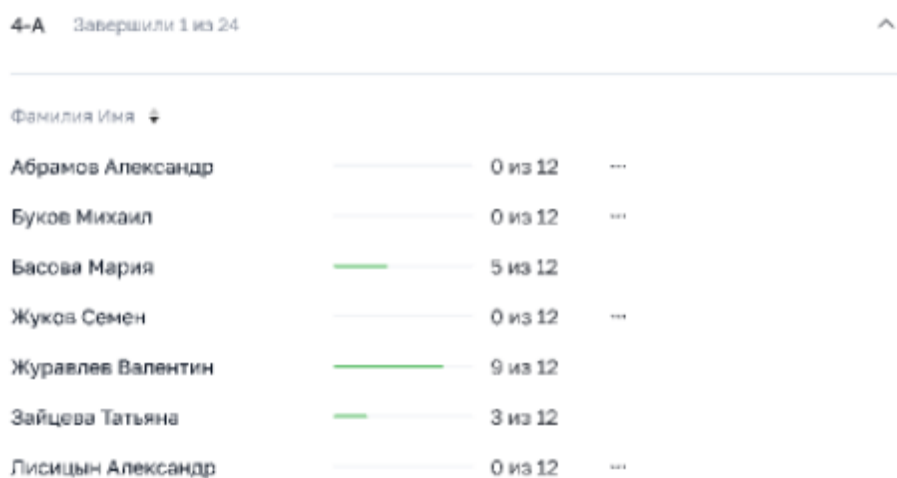 4-А Завершили 1 из 24
Фамилия Имя
Абрамов Александр 0 из 12 ...
Буков Михаил 0 из 12 ...
Басова Мария 5 из 12
Жуков Семен 0 из 12 ...
Журавлев Валентин 9 из 12
Зайцева Татьяна 3 из 12
Лисицын Александр 0 из 12 ...